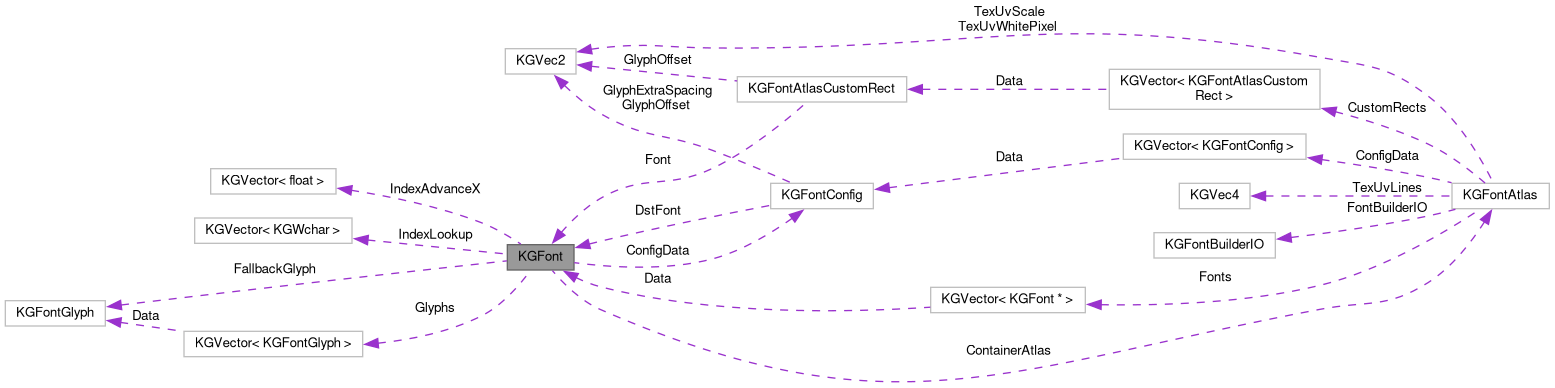 TexUvScale
TexUvWhitePixel
KGVec2
GlyphOffset
KGFontAtlasCustomRect
Data
KGVector< KGFontAtlasCustom
Rect >
GlyphExtraSpacing
GlyphOffset
CustomRects
Font
Data
KGVector< KGFontConfig >
ConfigData
KGVector< float >
IndexAdvanceX
KGFontConfig
KGVec4
TexUvLines
KGFontAtlas
DstFont
FontBuilderIO
KGVector< KGWchar >
IndexLookup
KGFontBuilderIO
KGFont
ConfigData
FallbackGlyph
Data
Fonts
KGFontGlyph
Data
Glyphs
KGVector< KGFont * >
KGVector< KGFontGlyph >
ContainerAtlas